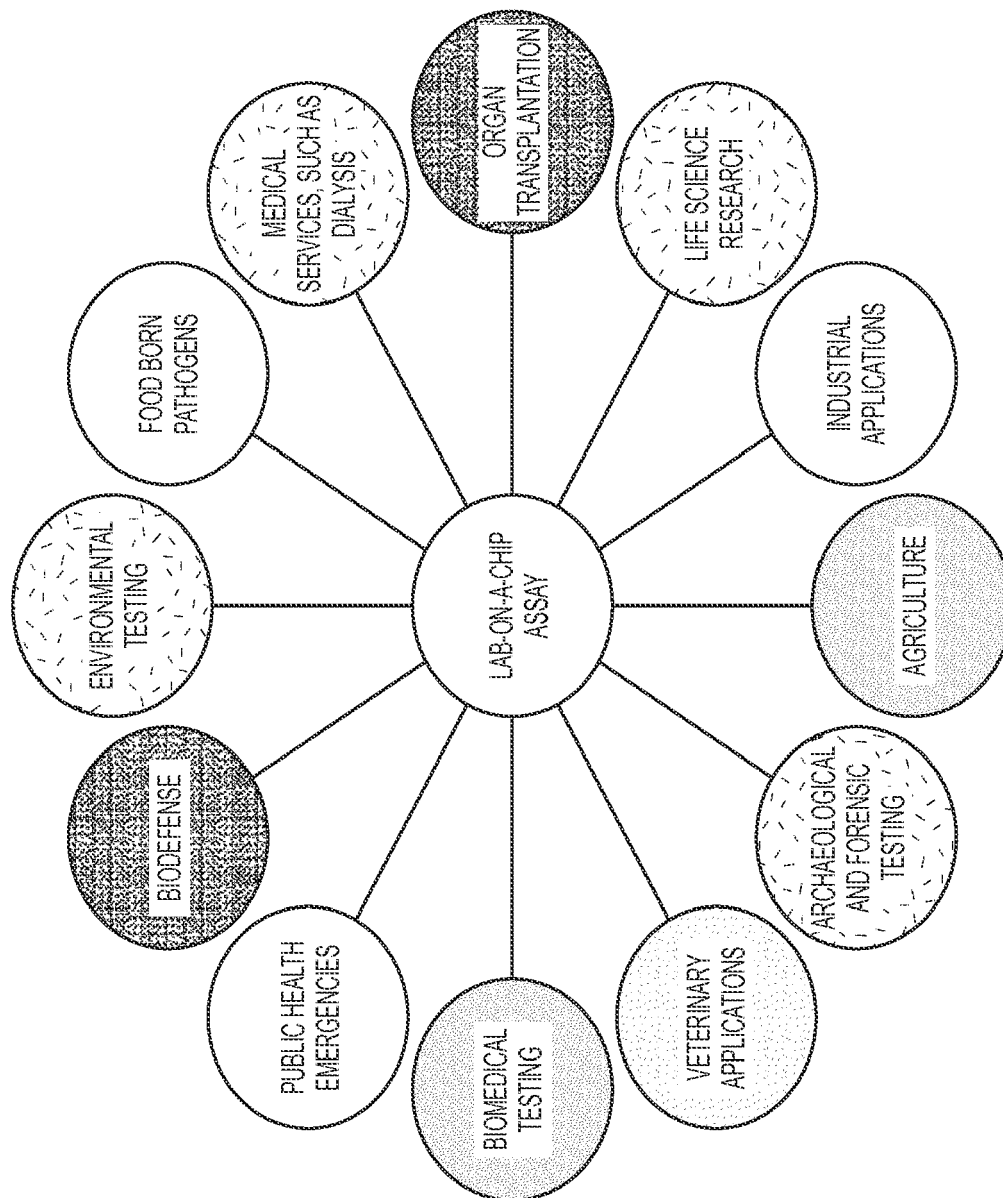 LAB-ON-A-CHIP
ASSAY
BIOMEDICAL
TESTING
PUBLIC HEALTH
EMERGENCIES
BIODEFENSE
ENVIRONMENTAL
TESTING
FOOD BORN
PATHOGENS
MEDICAL
SERVICES, SUCH AS
DIALYSIS
ORGAN
TRANSPLANTATION
LIFE SCIENCE
RESEARCH
INDUSTRIAL
APPLICATIONS
AGRICULTURE
ARCHAEOLOGICAL
AND FORENSIC
TESTING
VETERINARY
APPLICATIONS